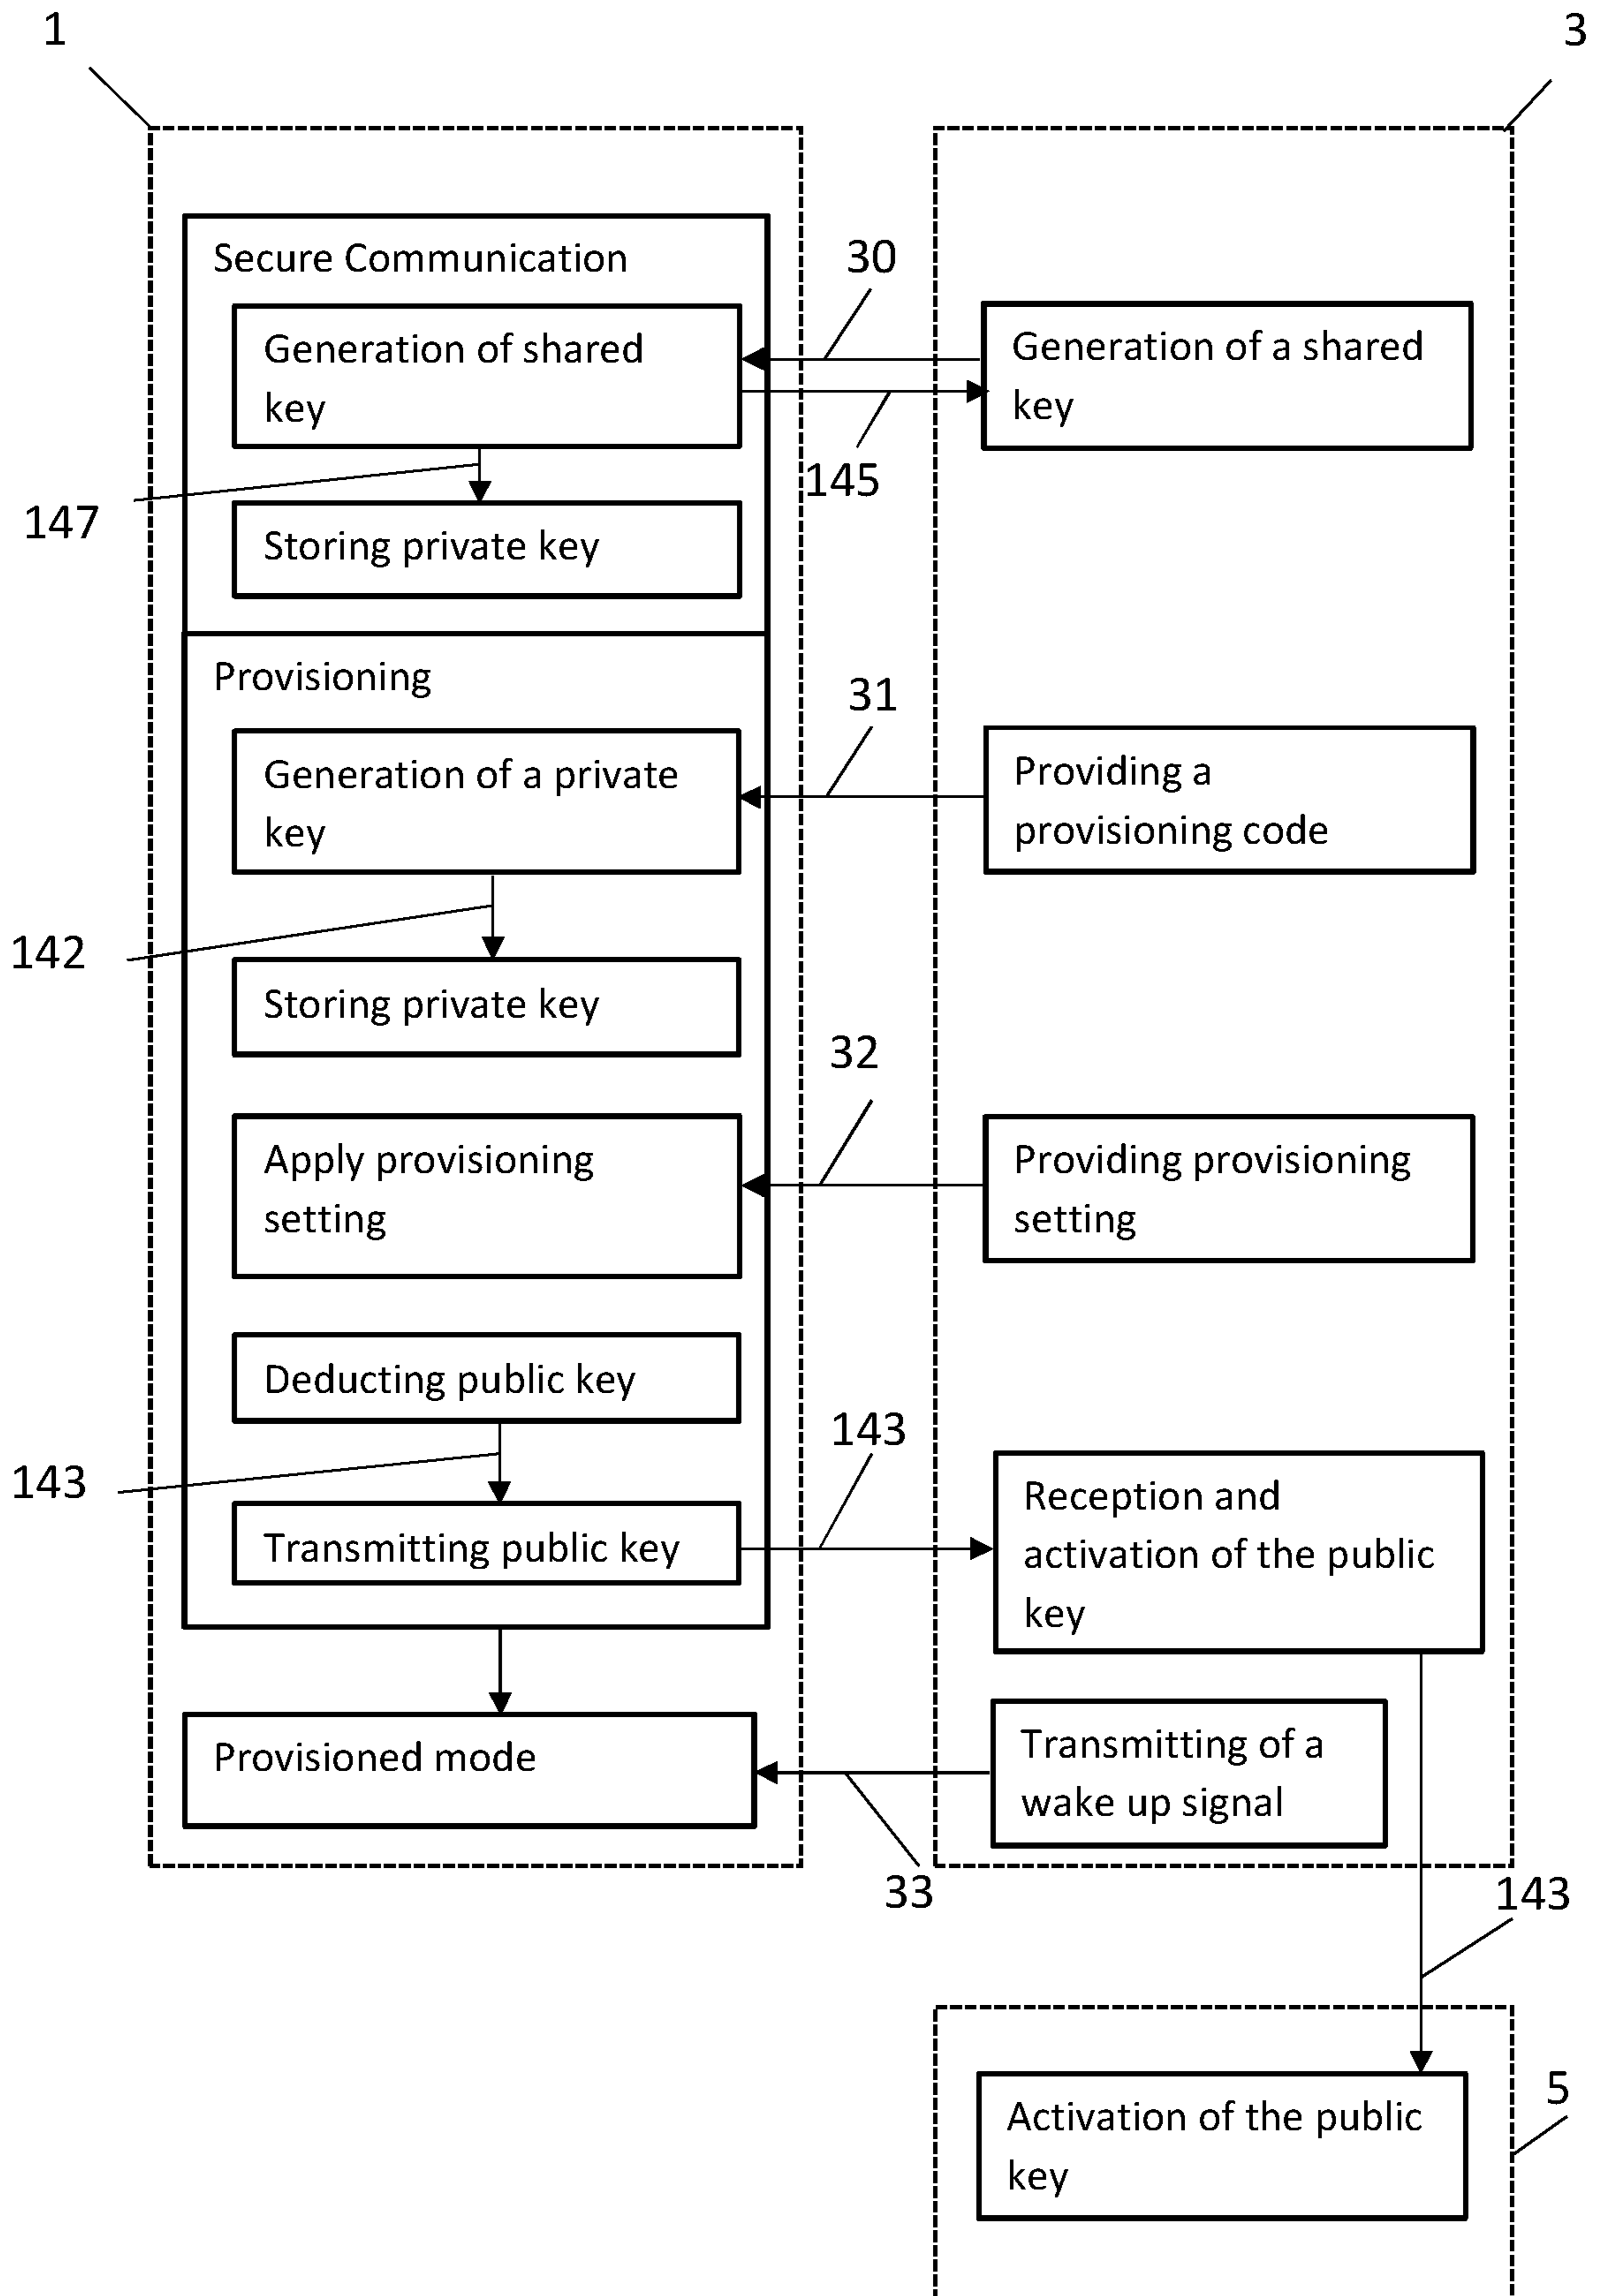 1
3
Secure Communication
30
Generation of shared
key
Generation of a shared
key
145
147
Storing private key
Provisioning
31
Generation of a private
key
Providing a
provisioning code
142
Storing private key
32
Apply provisioning
setting
Providing provisioning
setting
Deducting public key
143
143
Transmitting public key
Reception and
activation of the public
key
Provisioned mode
Transmitting of a
wake up signal
33
143
5
Activation of the public
key